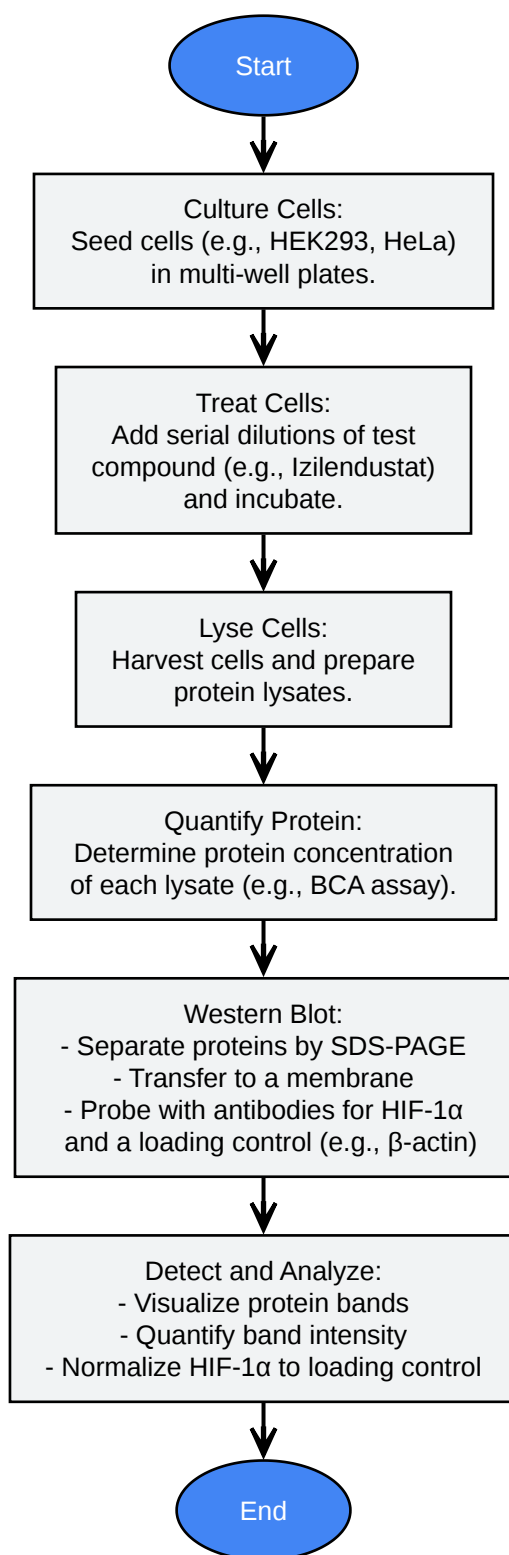 Start
Culture Cells:
Seed cells (e.g., HEK293, HeLa)
in multi-well plates.
Treat Cells:
Add serial dilutions of test
compound (e.g., Izilendustat)
and incubate.
Lyse Cells:
Harvest cells and prepare
protein lysates.
Quantify Protein:
Determine protein concentration
of each lysate (e.g., BCA assay).
Western Blot:
- Separate proteins by SDS-PAGE
- Transfer to a membrane
- Probe with antibodies for HIF-1α
and a loading control (e.g., β-actin)
Detect and Analyze:
- Visualize protein bands
- Quantify band intensity
- Normalize HIF-1α to loading control
End